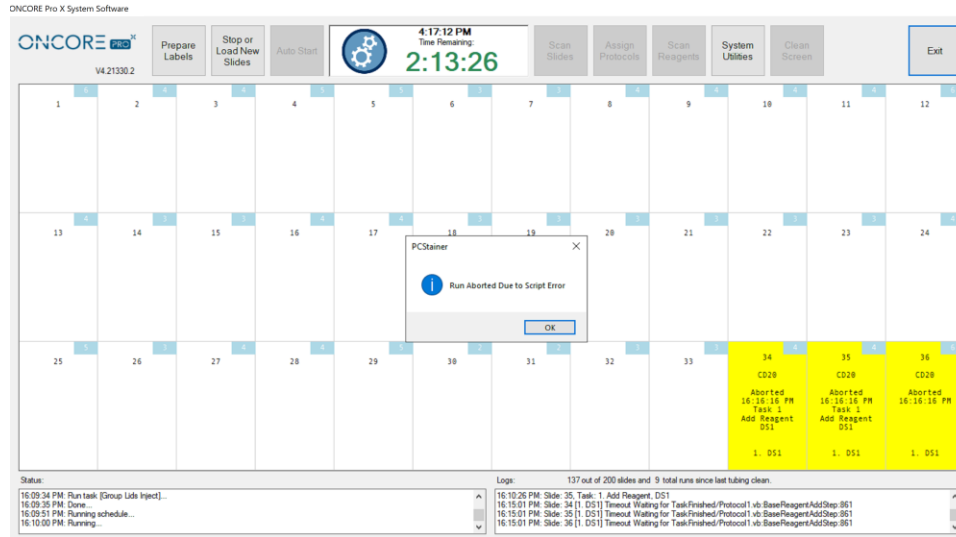 ONCORE Pro X System Software
ONCORE PRO X
V4.21330.2
Prepare
Labels
Stop or
Load New
Slides
Auto Start
4:17:12 PM
Time Remaining:
2:13:26
Scan
Slides
Assign
Protocols
Scan
Reagents
System
Utilities
Clean
Screen
Exit
1 2 3 4 5 6 7 8 9 10 11 12
13 14 15 16 17 18 19 20 21 22 23 24
PCStainer
Run Aborted Due to Script Error
OK
25 26 27 28 29 30 31 32 33
34
CD20
Aborted
16:16:16 PM
Task 1
Add Reagent
DS1
1. DS1
35
CD20
Aborted
16:16:16 PM
Task 1
Add Reagent
DS1
1. DS1
36
CD20
Aborted
16:16:16 PM
1. DS1
Status:
16:09:34 PM: Run task [Group Lids Inject]...
16:09:35 PM: Done...
16:09:51 PM: Running schedule...
16:10:00 PM: Running...
Logs: 137 out of 200 slides and 9 total runs since last tubing clean.
16:10:26 PM: Slide: 35, Task: 1. Add Reagent, DS1
16:15:01 PM: Slide: 34 [1. DS1] Timeout Waiting for TaskFinished/Protocol1.vb:BaseReagentAddStep:861
16:15:01 PM: Slide: 35 [1. DS1] Timeout Waiting for TaskFinished/Protocol1.vb:BaseReagentAddStep:861
16:15:01 PM: Slide: 36 [1. DS1] Timeout Waiting for TaskFinished/Protocol1.vb:BaseReagentAddStep:861